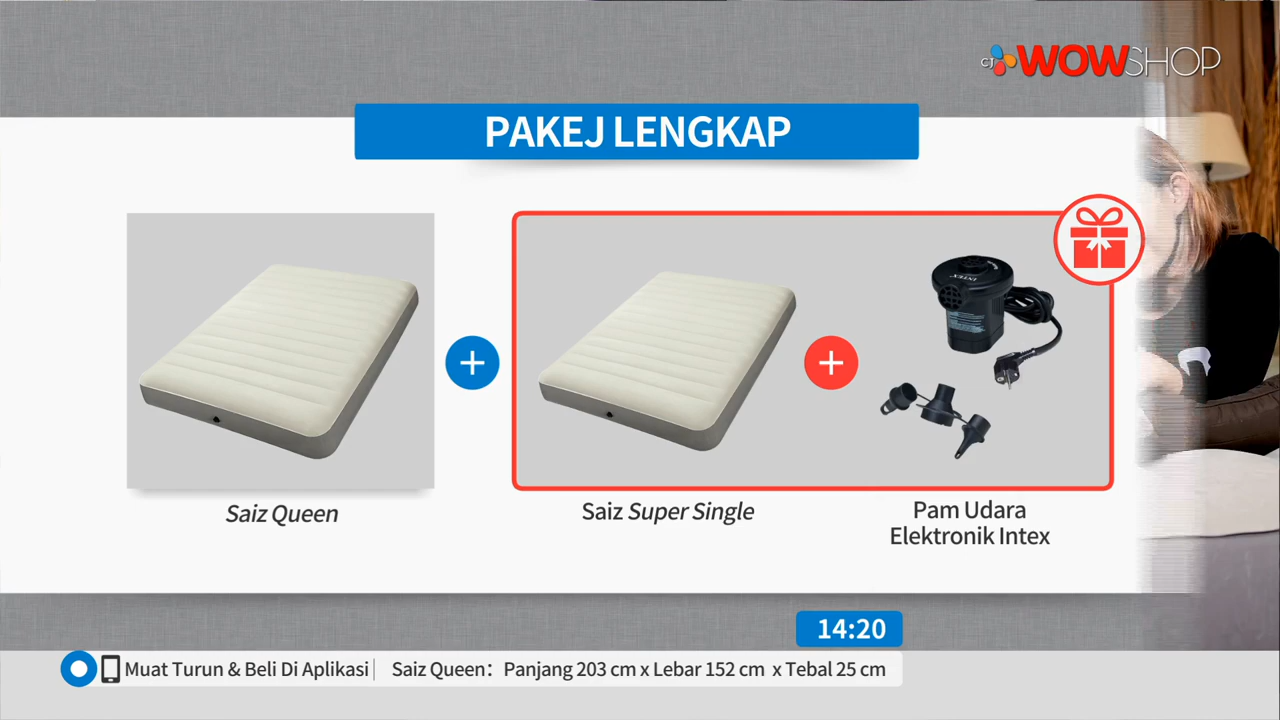 CJ WOWSHOP
PAKEJ LENGKAP
INTEX
Saiz Queen
Saiz Super Single
Pam Udara
Elektronik Intex
14:20
Muat Turun & Beli Di Aplikasi
Saiz Queen: Panjang 203 cm x Lebar 152 cm x Tebal 25 cm